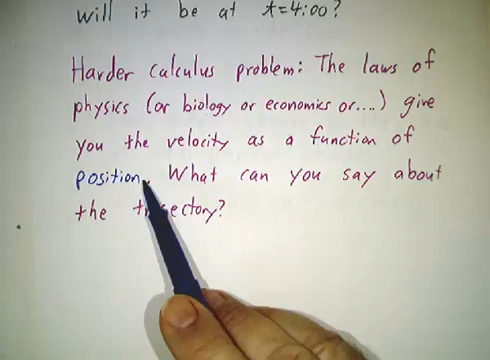 will it be at t=4:00?
Harder calculus problem: The laws of
physics (or biology or economics or....) give
you the velocity as a function of
position. What can you say about
the trajectory?